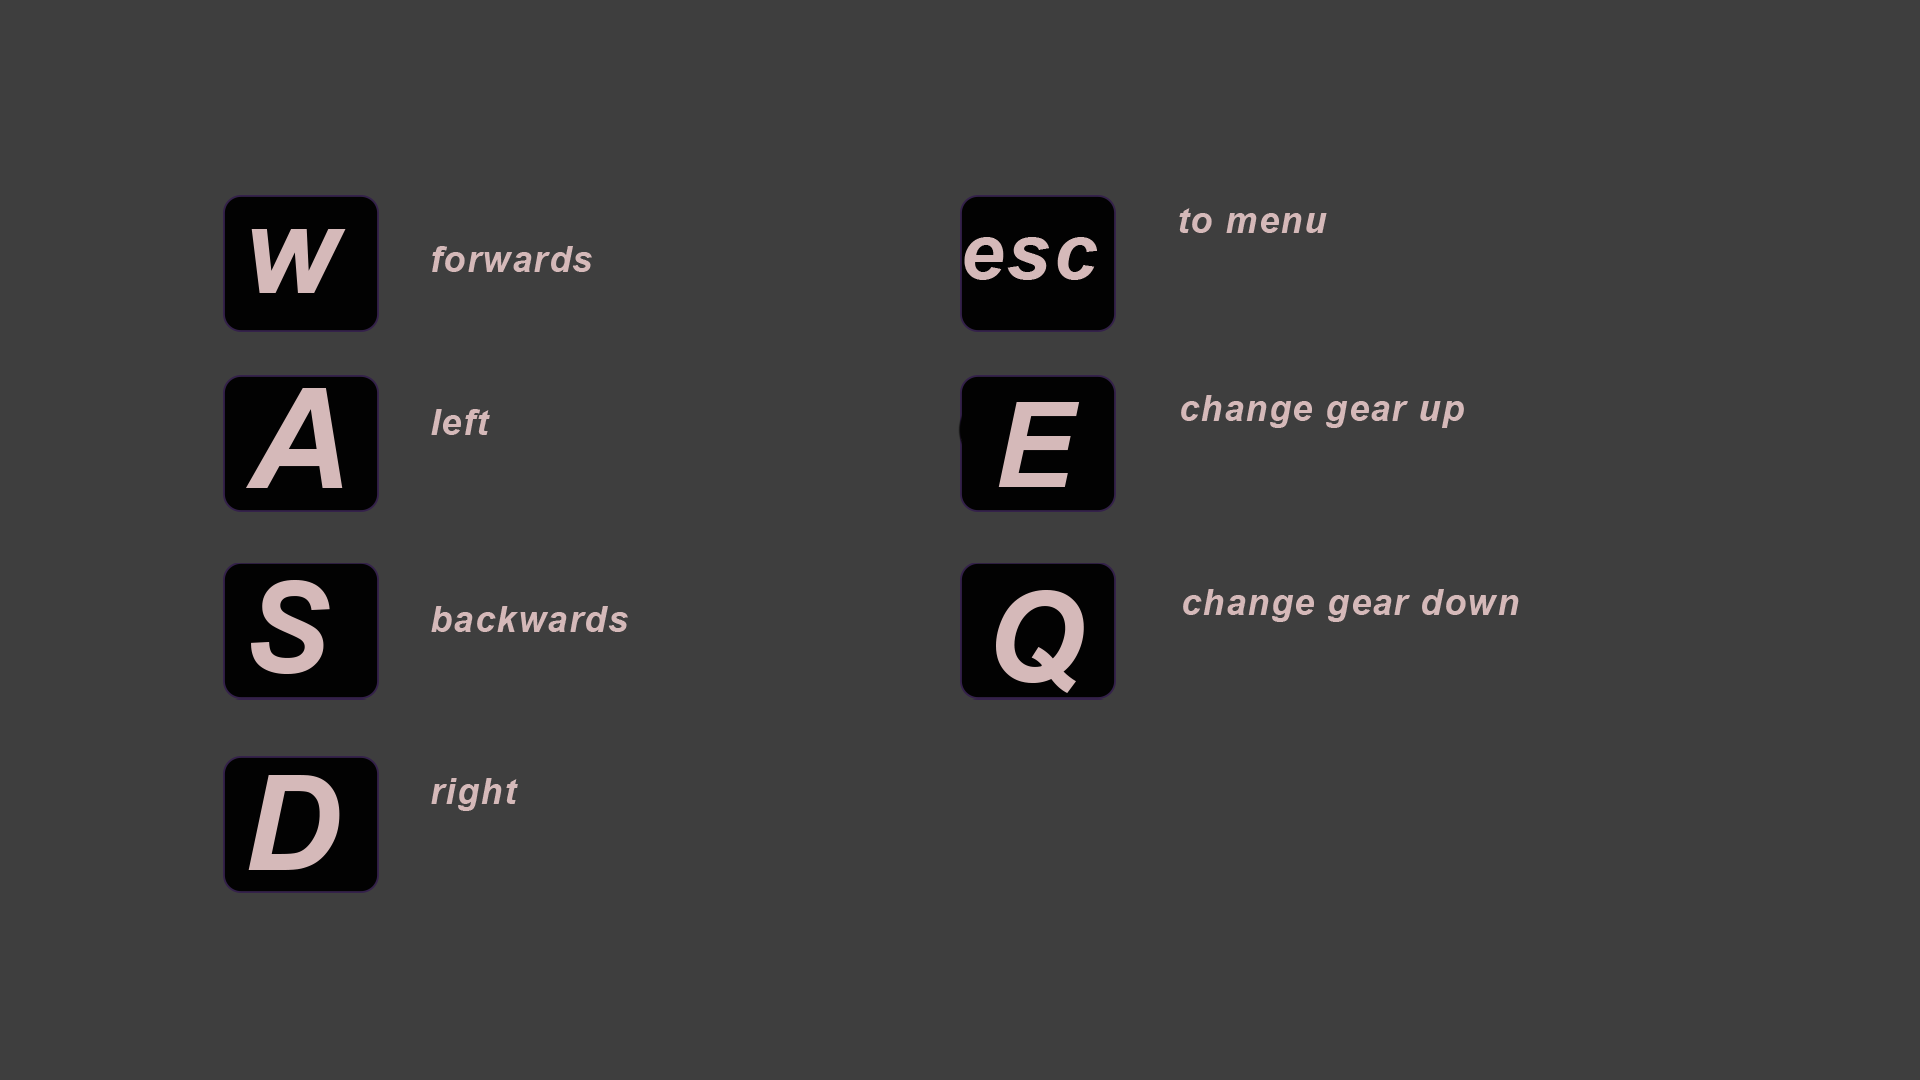 w
forwards
A
left
S
backwards
D
right
esc
to menu
E
change gear up
Q
change gear down